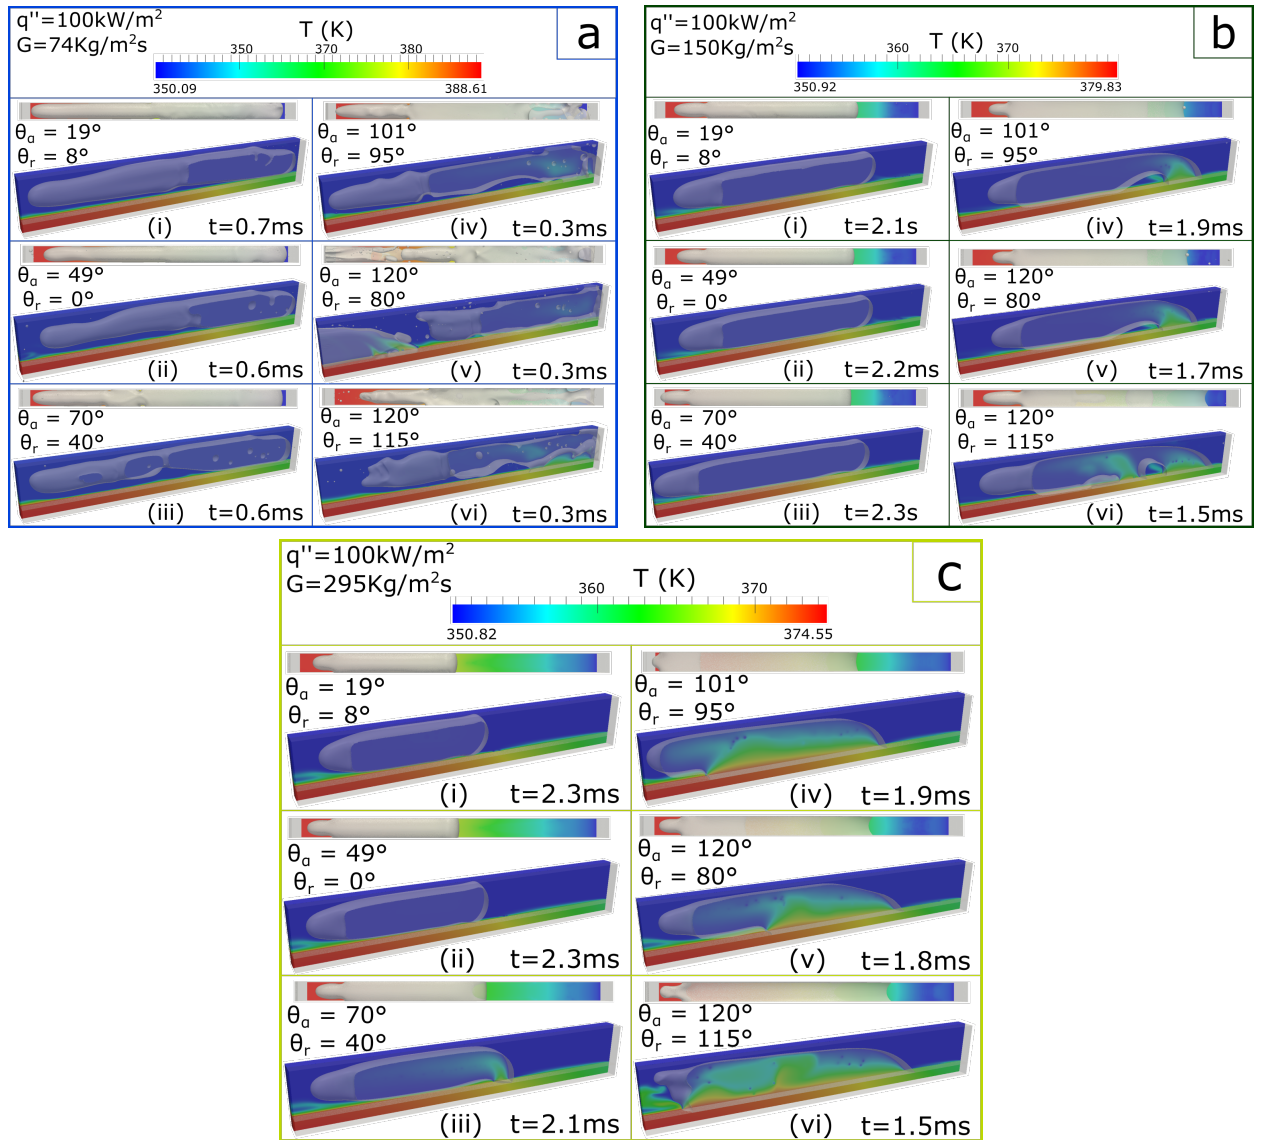 q''=100kW/m²
G=74Kg/m²s
a
T (K)
350 370 380
350.09 388.61
θa = 19°
θr = 8°
(i) t=0.7ms
θa = 101°
θr = 95°
(iv) t=0.3ms
θa = 49°
θr = 0°
(ii) t=0.6ms
θa = 120°
θr = 80°
(v) t=0.3ms
θa = 70°
θr = 40°
(iii) t=0.6ms
θa = 120°
θr = 115°
(vi) t=0.3ms
q''=100kW/m²
G=150Kg/m²s
b
T (K)
360 370
350.92 379.83
θa = 19°
θr = 8°
(i) t=2.1s
θa = 101°
θr = 95°
(iv) t=1.9ms
θa = 49°
θr = 0°
(ii) t=2.2ms
θa = 120°
θr = 80°
(v) t=1.7ms
θa = 70°
θr = 40°
(iii) t=2.3s
θa = 120°
θr = 115°
(vi) t=1.5ms
q''=100kW/m²
G=295Kg/m²s
c
T (K)
360 370
350.82 374.55
θa = 19°
θr = 8°
(i) t=2.3ms
θa = 101°
θr = 95°
(iv) t=1.9ms
θa = 49°
θr = 0°
(ii) t=2.3ms
θa = 120°
θr = 80°
(v) t=1.8ms
θa = 70°
θr = 40°
(iii) t=2.1ms
θa = 120°
θr = 115°
(vi) t=1.5ms